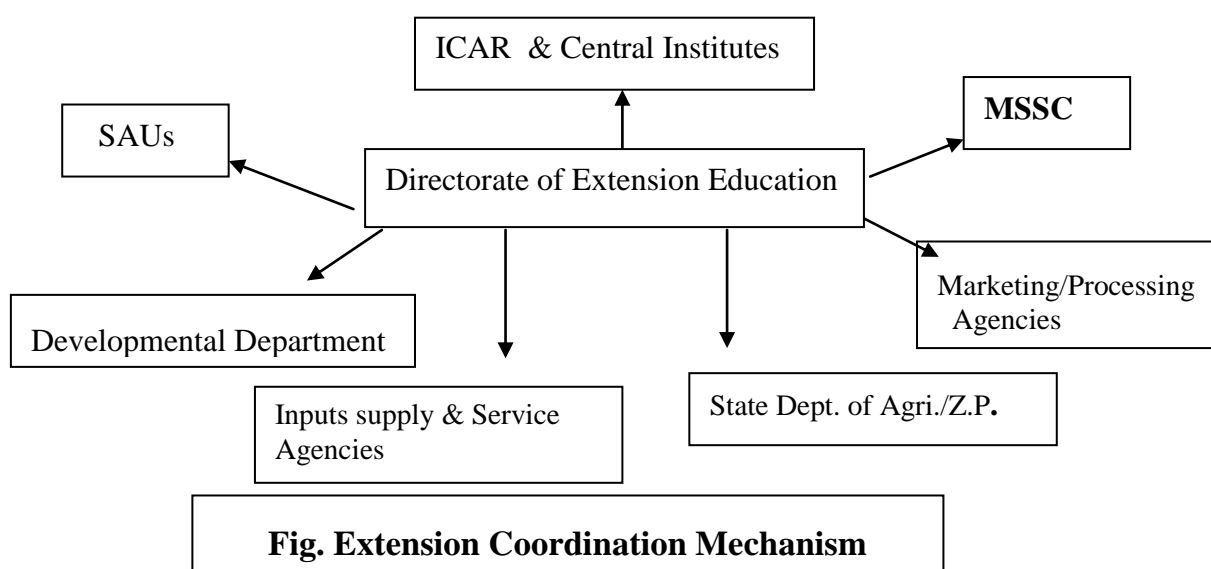 ICAR & Central Institutes
MSSC
SAUs
Directorate of Extension Education
Marketing/Processing
Agencies
Developmental Department
Inputs supply & Service
Agencies
State Dept. of Agri./Z.P.
Fig. Extension Coordination Mechanism